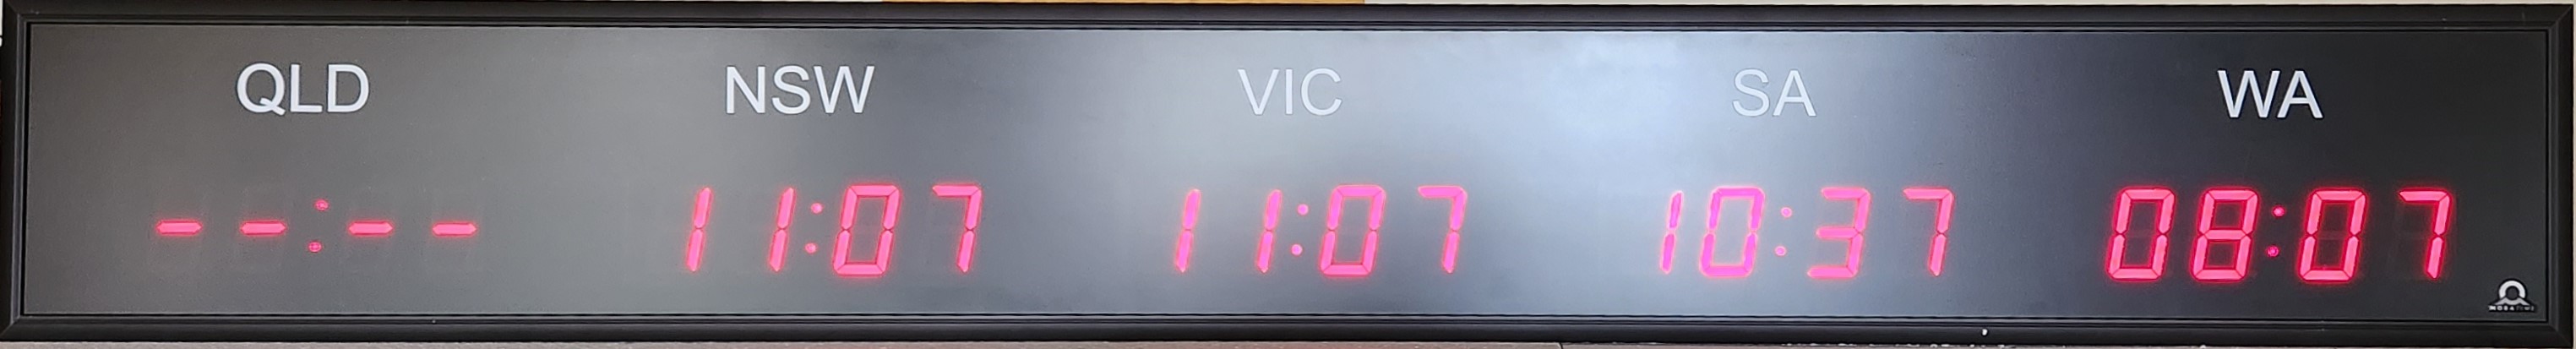 QLD NSW VIC SA WA
--:-- 11:07 11:07 10:37 08:07